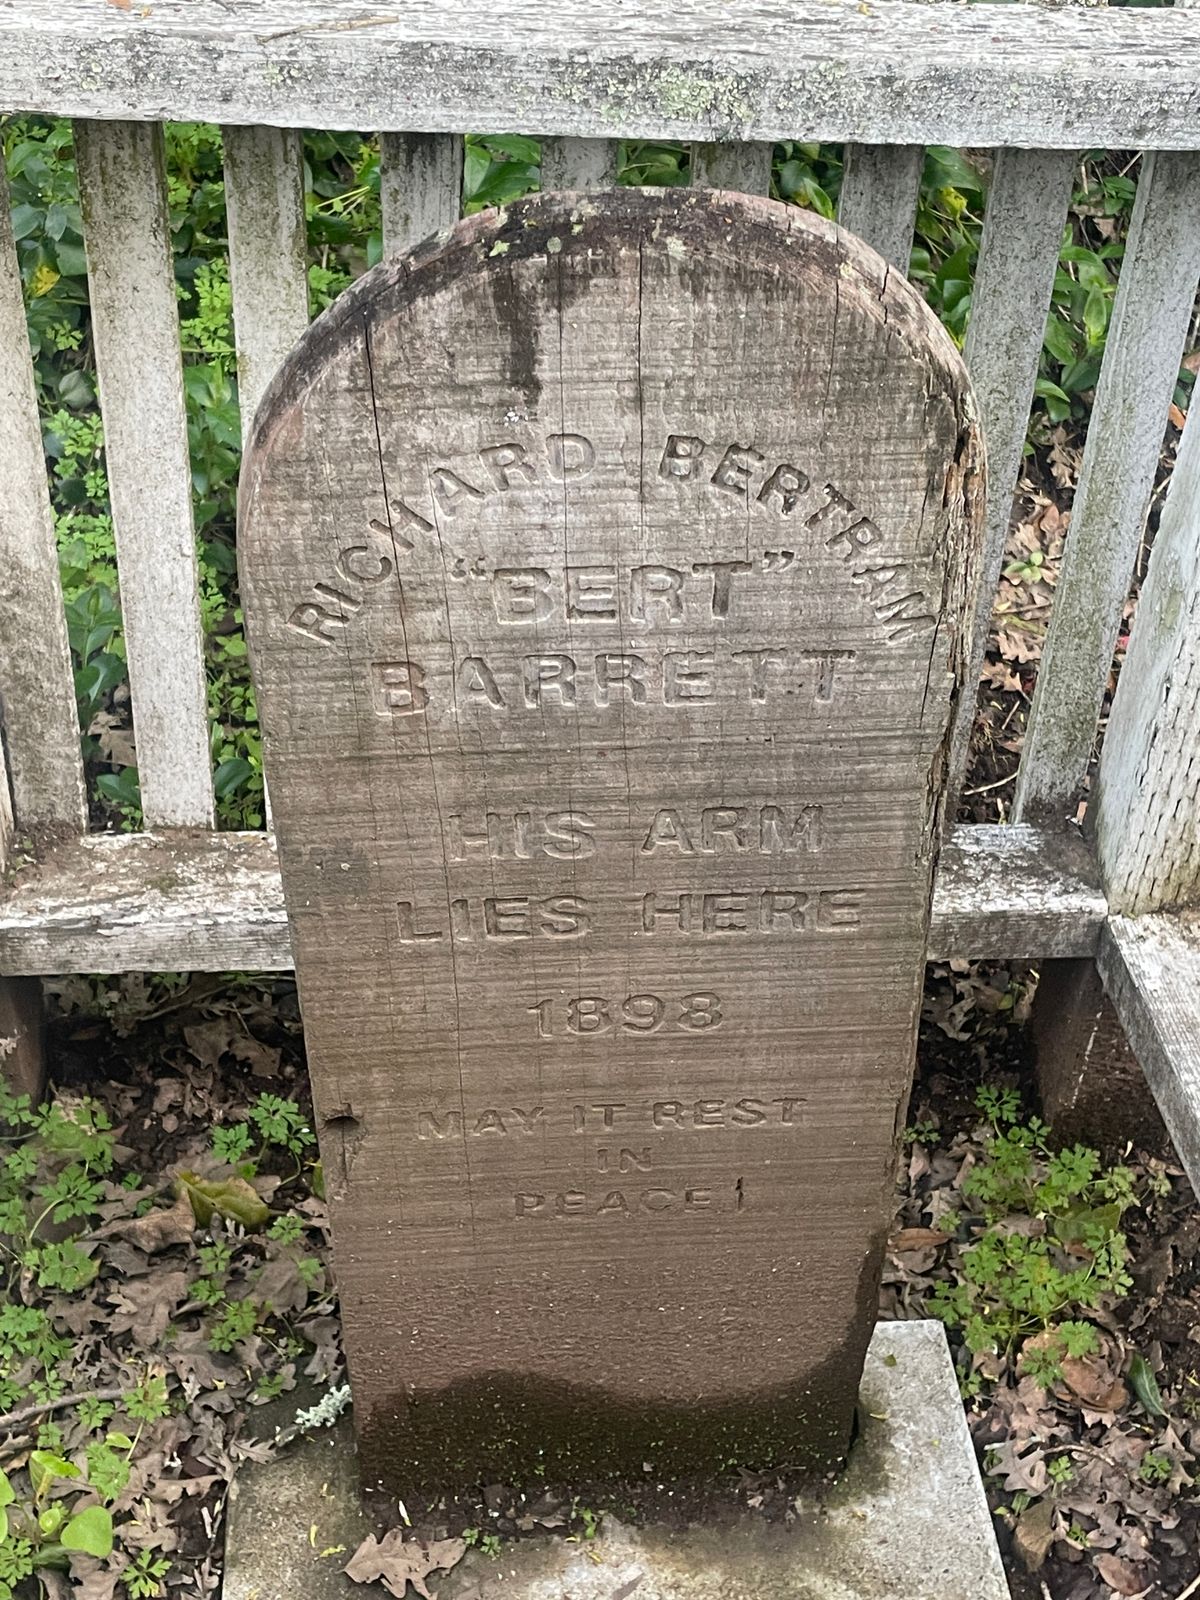 RICHARD BERTRAM
“BERT”
BARRETT
HIS ARM
LIES HERE
1898
MAY IT REST
IN
PEACE!